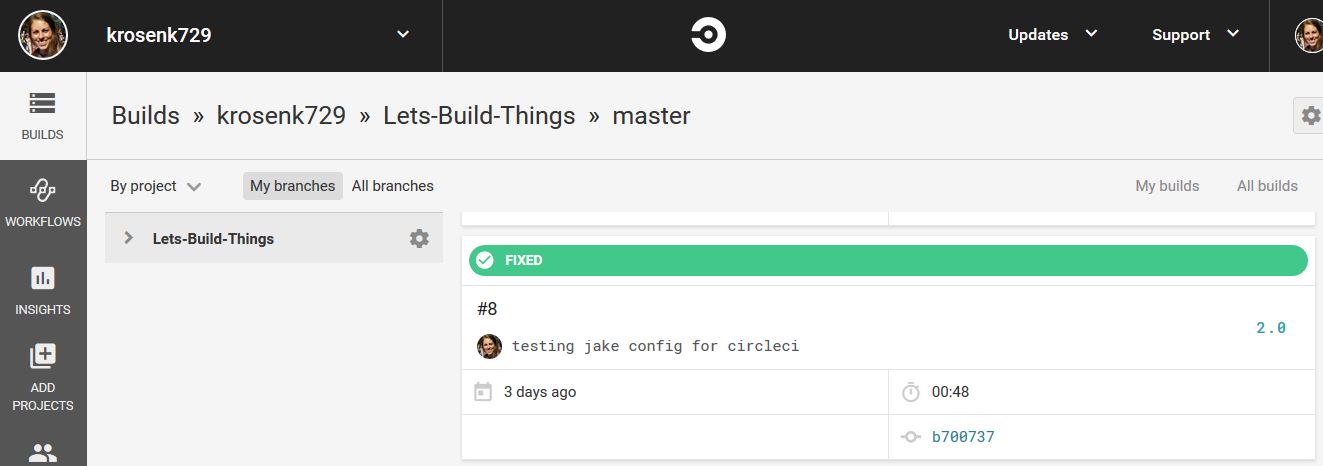 krosenk729
Updates
Support
BUILDS
Builds » krosenk729 » Lets-Build-Things » master
By project
My branches
All branches
My builds
All builds
WORKFLOWS
Lets-Build-Things
FIXED
#8
2.0
testing jake config for circleci
INSIGHTS
ADD
PROJECTS
3 days ago
00:48
b700737